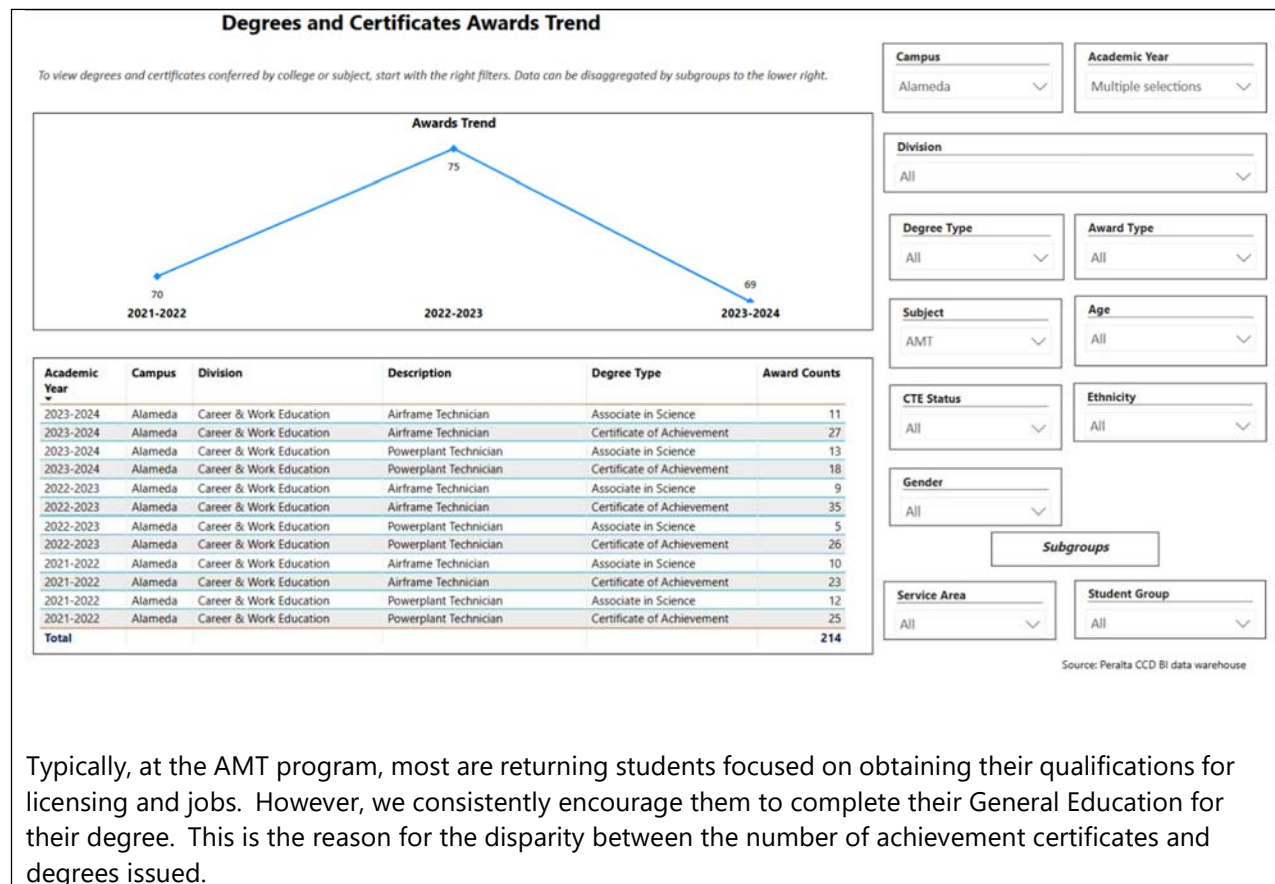 Degrees and Certificates Awards Trend
To view degrees and certificates conferred by college or subject, start with the right filters. Data can be disaggregated by subgroups to the lower right.
Campus
Alameda
Academic Year
Multiple selections
Division
All
Degree Type
All
Award Type
All
Subject
AMT
Age
All
CTE Status
All
Ethnicity
All
Gender
All
Subgroups
Service Area
All
Student Group
All
Awards Trend
75
70
69
2021-2022 2022-2023 2023-2024
Academic Year Campus Division Description Degree Type Award Counts
2023-2024 Alameda Career & Work Education Airframe Technician Associate in Science 11
2023-2024 Alameda Career & Work Education Airframe Technician Certificate of Achievement 27
2023-2024 Alameda Career & Work Education Powerplant Technician Associate in Science 13
2023-2024 Alameda Career & Work Education Powerplant Technician Certificate of Achievement 18
2022-2023 Alameda Career & Work Education Airframe Technician Associate in Science 9
2022-2023 Alameda Career & Work Education Airframe Technician Certificate of Achievement 35
2022-2023 Alameda Career & Work Education Powerplant Technician Associate in Science 5
2022-2023 Alameda Career & Work Education Powerplant Technician Certificate of Achievement 26
2021-2022 Alameda Career & Work Education Airframe Technician Associate in Science 10
2021-2022 Alameda Career & Work Education Airframe Technician Certificate of Achievement 23
2021-2022 Alameda Career & Work Education Powerplant Technician Associate in Science 12
2021-2022 Alameda Career & Work Education Powerplant Technician Certificate of Achievement 25
Total 214
Source: Peralta CCD BI data warehouse
Typically, at the AMT program, most are returning students focused on obtaining their qualifications for
licensing and jobs. However, we consistently encourage them to complete their General Education for
their degree. This is the reason for the disparity between the number of achievement certificates and
degrees issued.